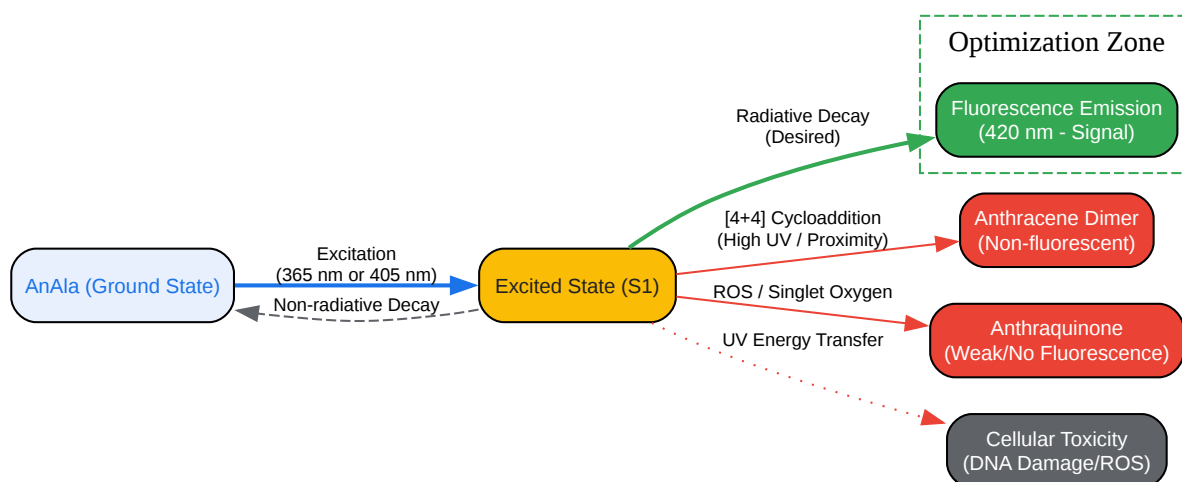 Optimization Zone
Fluorescence Emission
(420 nm - Signal)
Radiative Decay
(Desired)
[4+4] Cycloaddition
(High UV / Proximity)
Anthracene Dimer
(Non-fluorescent)
AnAla (Ground State)
Excitation
(365 nm or 405 nm)
Non-radiative Decay
Excited State (S1)
ROS / Singlet Oxygen
Anthraquinone
(Weak/No Fluorescence)
UV Energy Transfer
Cellular Toxicity
(DNA Damage/ROS)